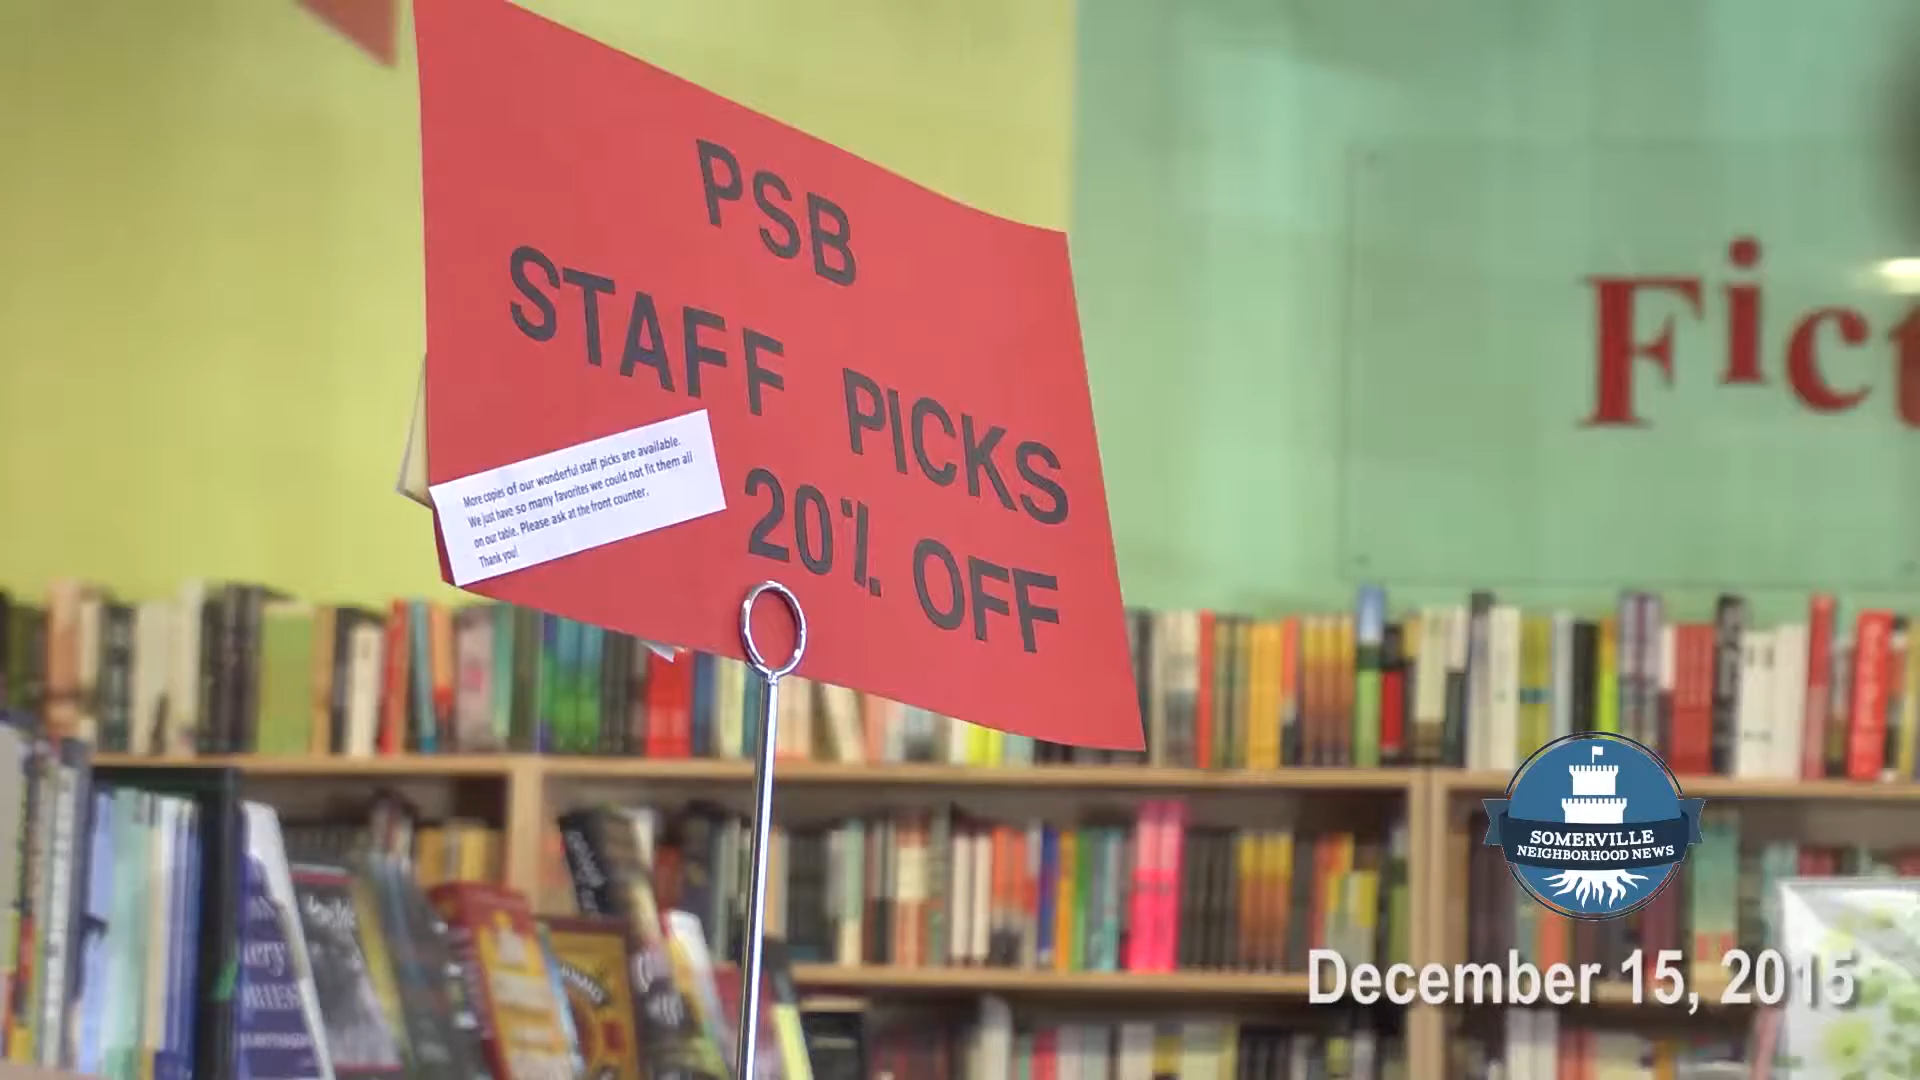 PSB
STAFF PICKS
20% OFF
More copies of our wonderful staff picks are available.
We just have so many favorites we could not fit them all
on our table. Please ask at the front counter.
Thank you!
Fict
SOMERVILLE
NEIGHBORHOOD NEWS
December 15, 2015